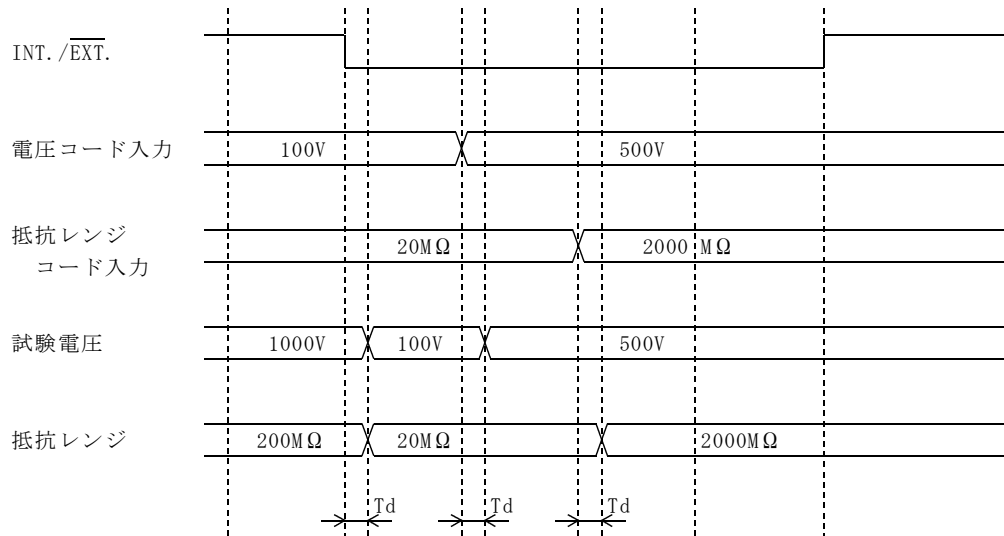 INT./EXT.
電圧コード入力 100V 500V
抵抗レンジ
コード入力 20MΩ 2000 MΩ
試験電圧 1000V 100V 500V
抵抗レンジ 200MΩ 20MΩ 2000MΩ
Td Td Td